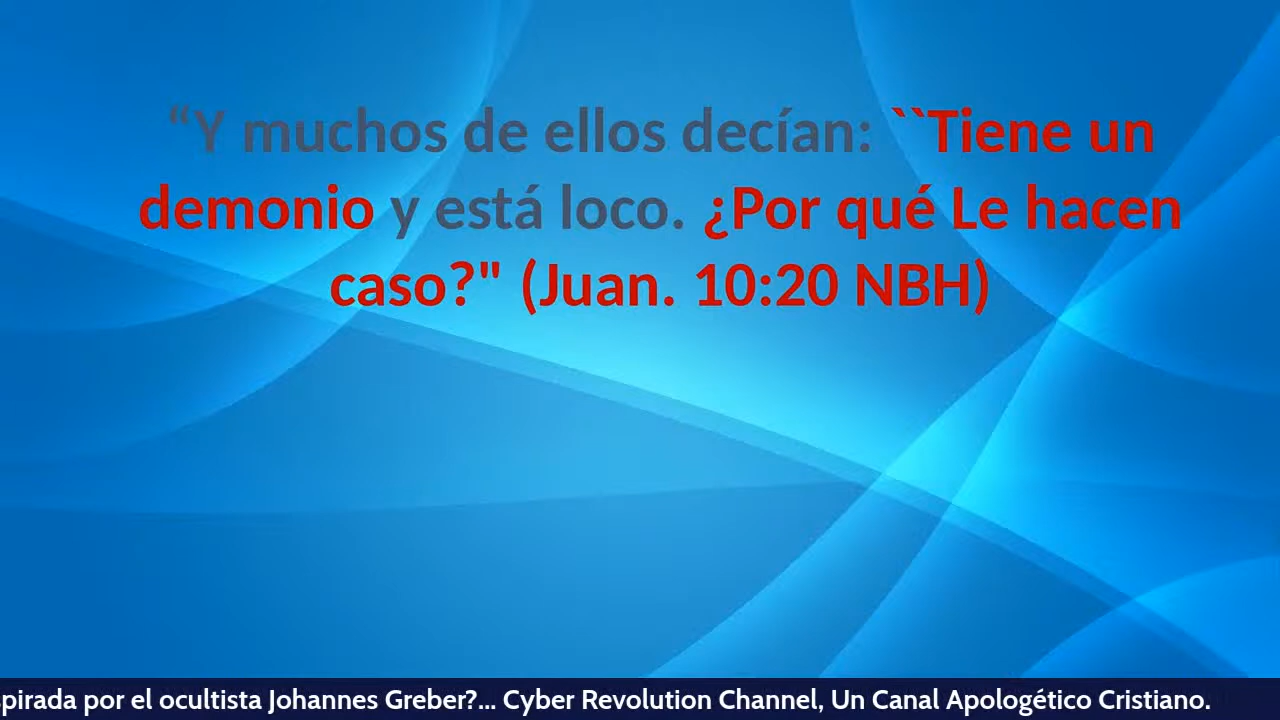 “Y muchos de ellos decían: ``Tiene un
demonio y está loco. ¿Por qué Le hacen
caso?" (Juan. 10:20 NBH)
spirada por el ocultista Johannes Greber?... Cyber Revolution Channel, Un Canal Apologético Cristiano.